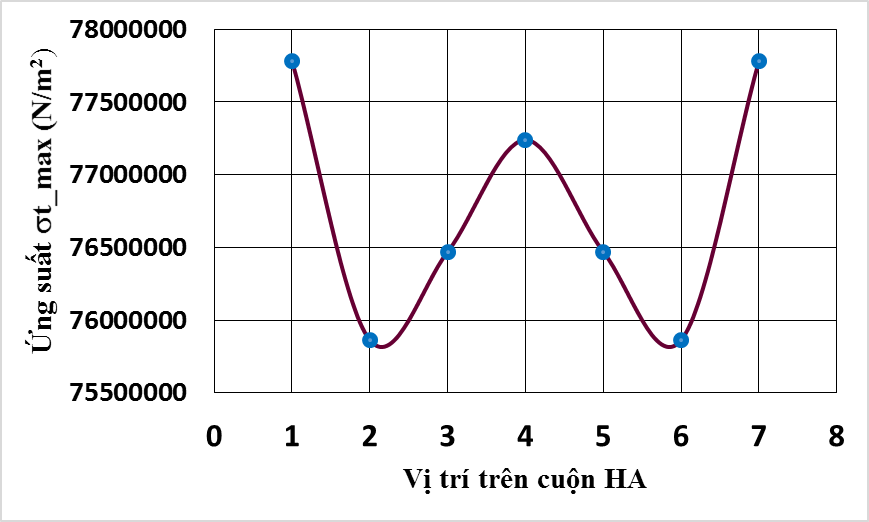 78000000
77500000
77000000
76500000
76000000
75500000
Ứng suất σt_max (N/m²)
0 1 2 3 4 5 6 7 8
Vị trí trên cuộn HA